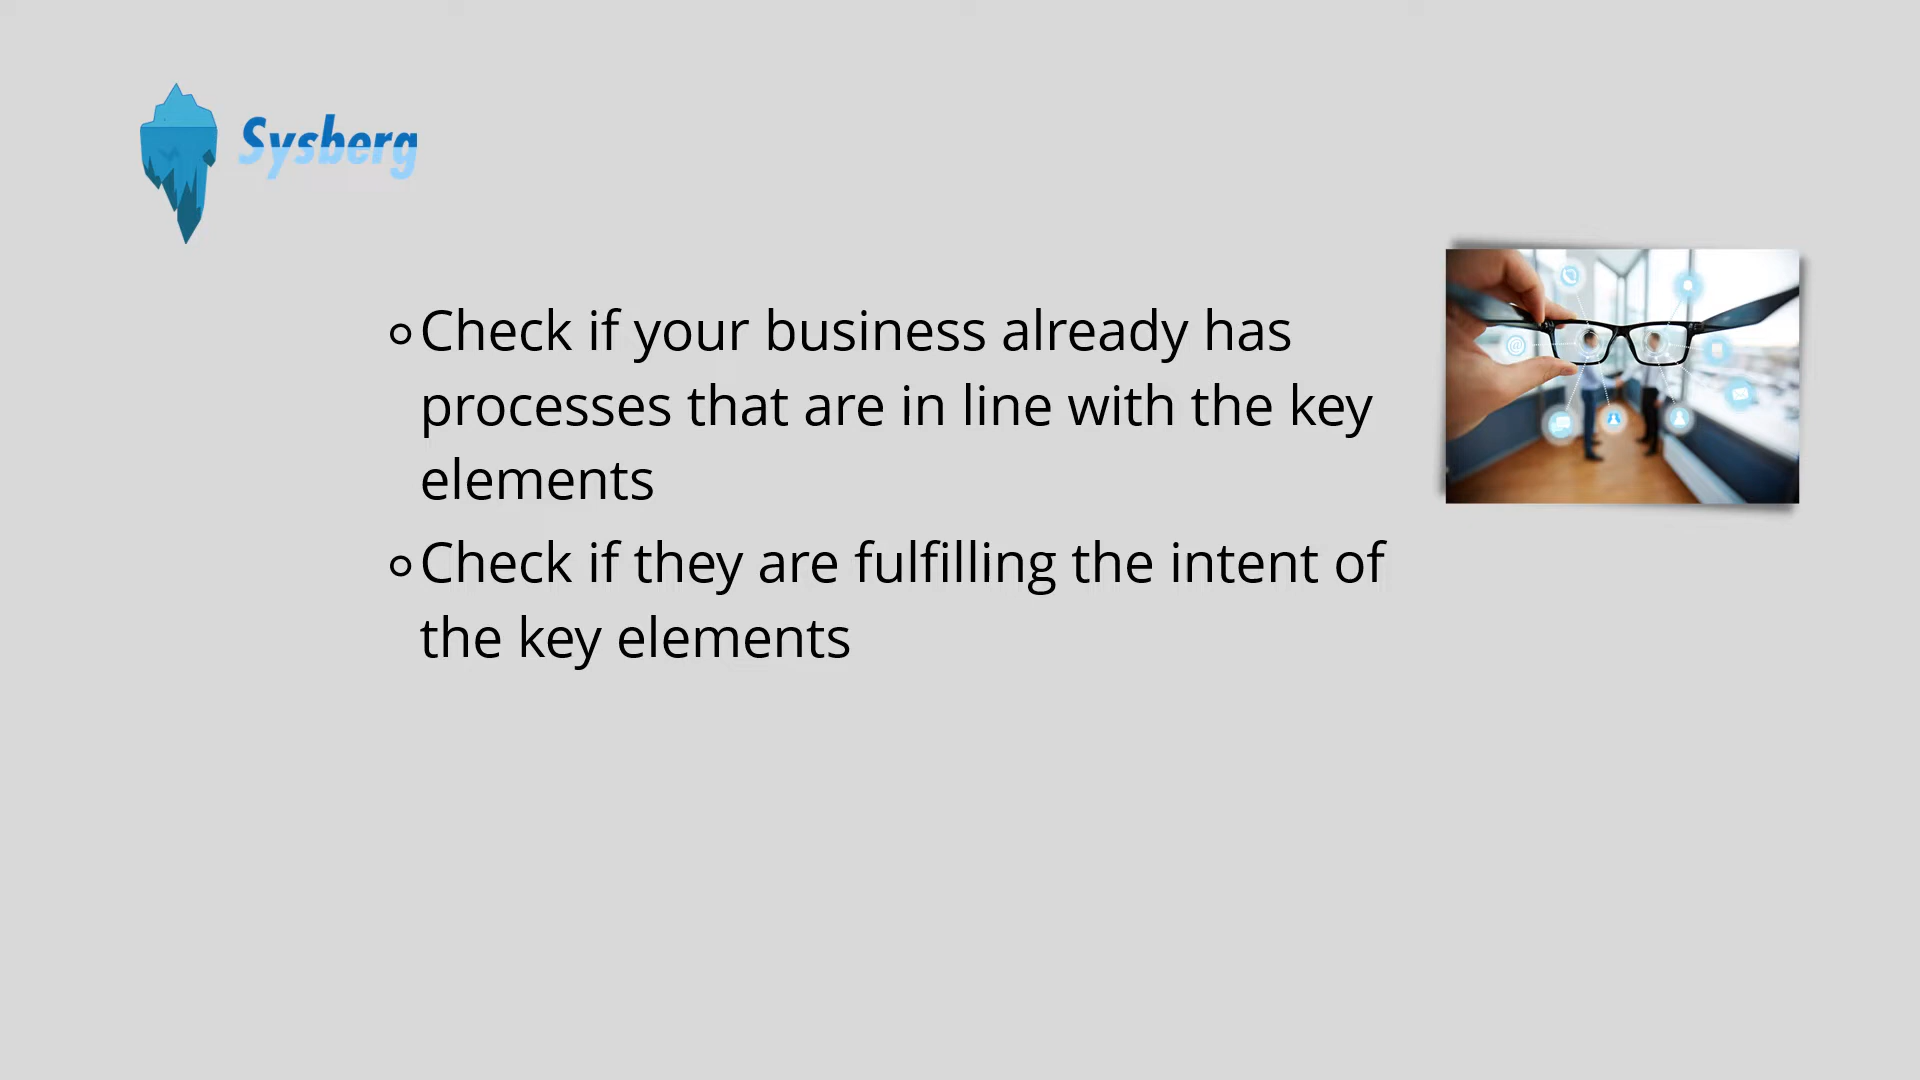 Sysberg
Check if your business already has
processes that are in line with the key
elements
Check if they are fulfilling the intent of
the key elements